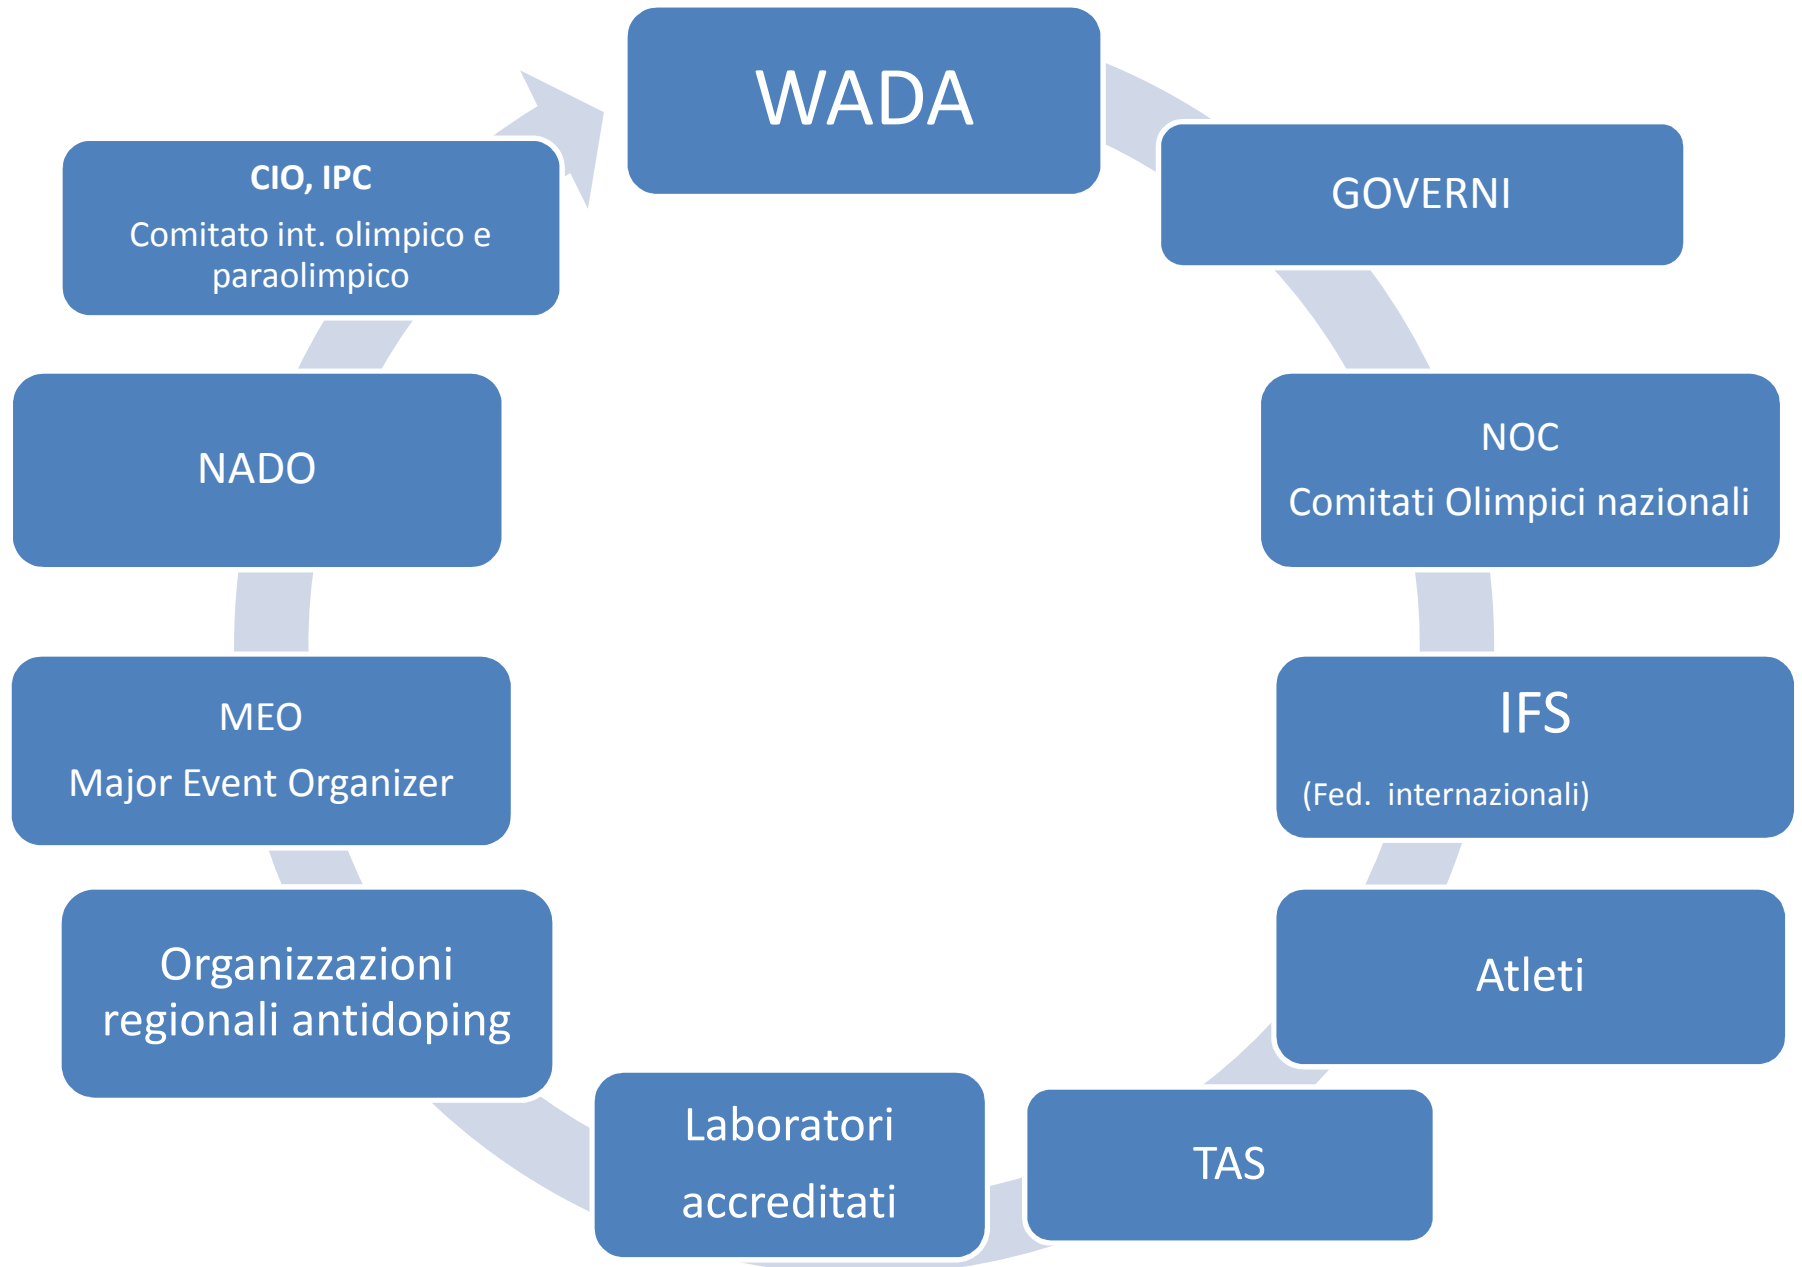 WADA
GOVERNI
NOC
Comitati Olimpici nazionali
IFS
(Fed. internazionali)
Atleti
TAS
Laboratori
accreditati
Organizzazioni
regionali antidoping
MEO
Major Event Organizer
NADO
CIO, IPC
Comitato int. olimpico e
paraolimpico